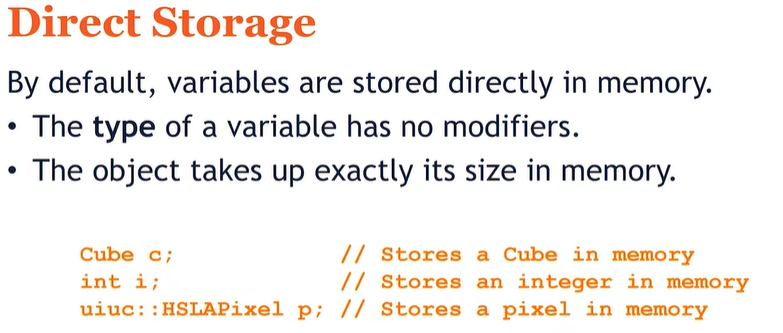 Direct Storage
By default, variables are stored directly in memory.
• The type of a variable has no modifiers.
• The object takes up exactly its size in memory.
Cube c; // Stores a Cube in memory
int i; // Stores an integer in memory
uiuc::HSLAPixel p; // Stores a pixel in memory